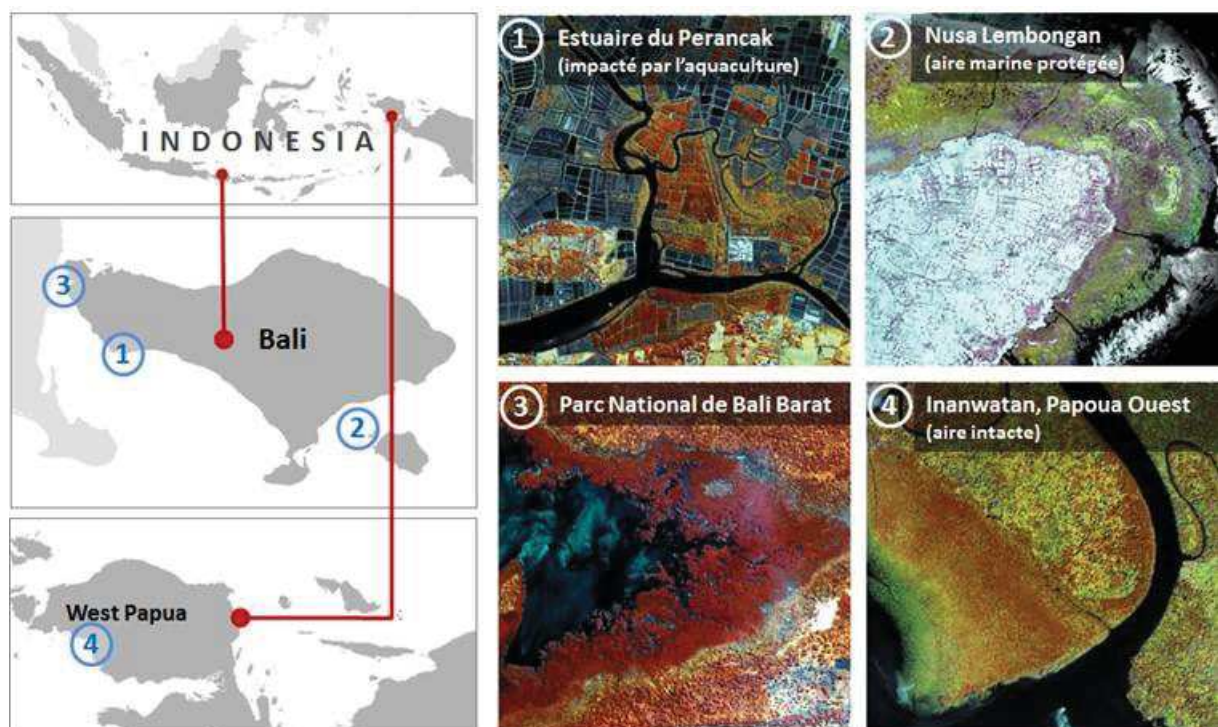 INDONESIA
3
1
Bali
2
West Papua
4
1 Estuaire du Perancak
(impacté par l'aquaculture)
2 Nusa Lembongan
(aire marine protégée)
3 Parc National de Bali Barat
4 Inanwatan, Papoua Ouest
(aire intacte)